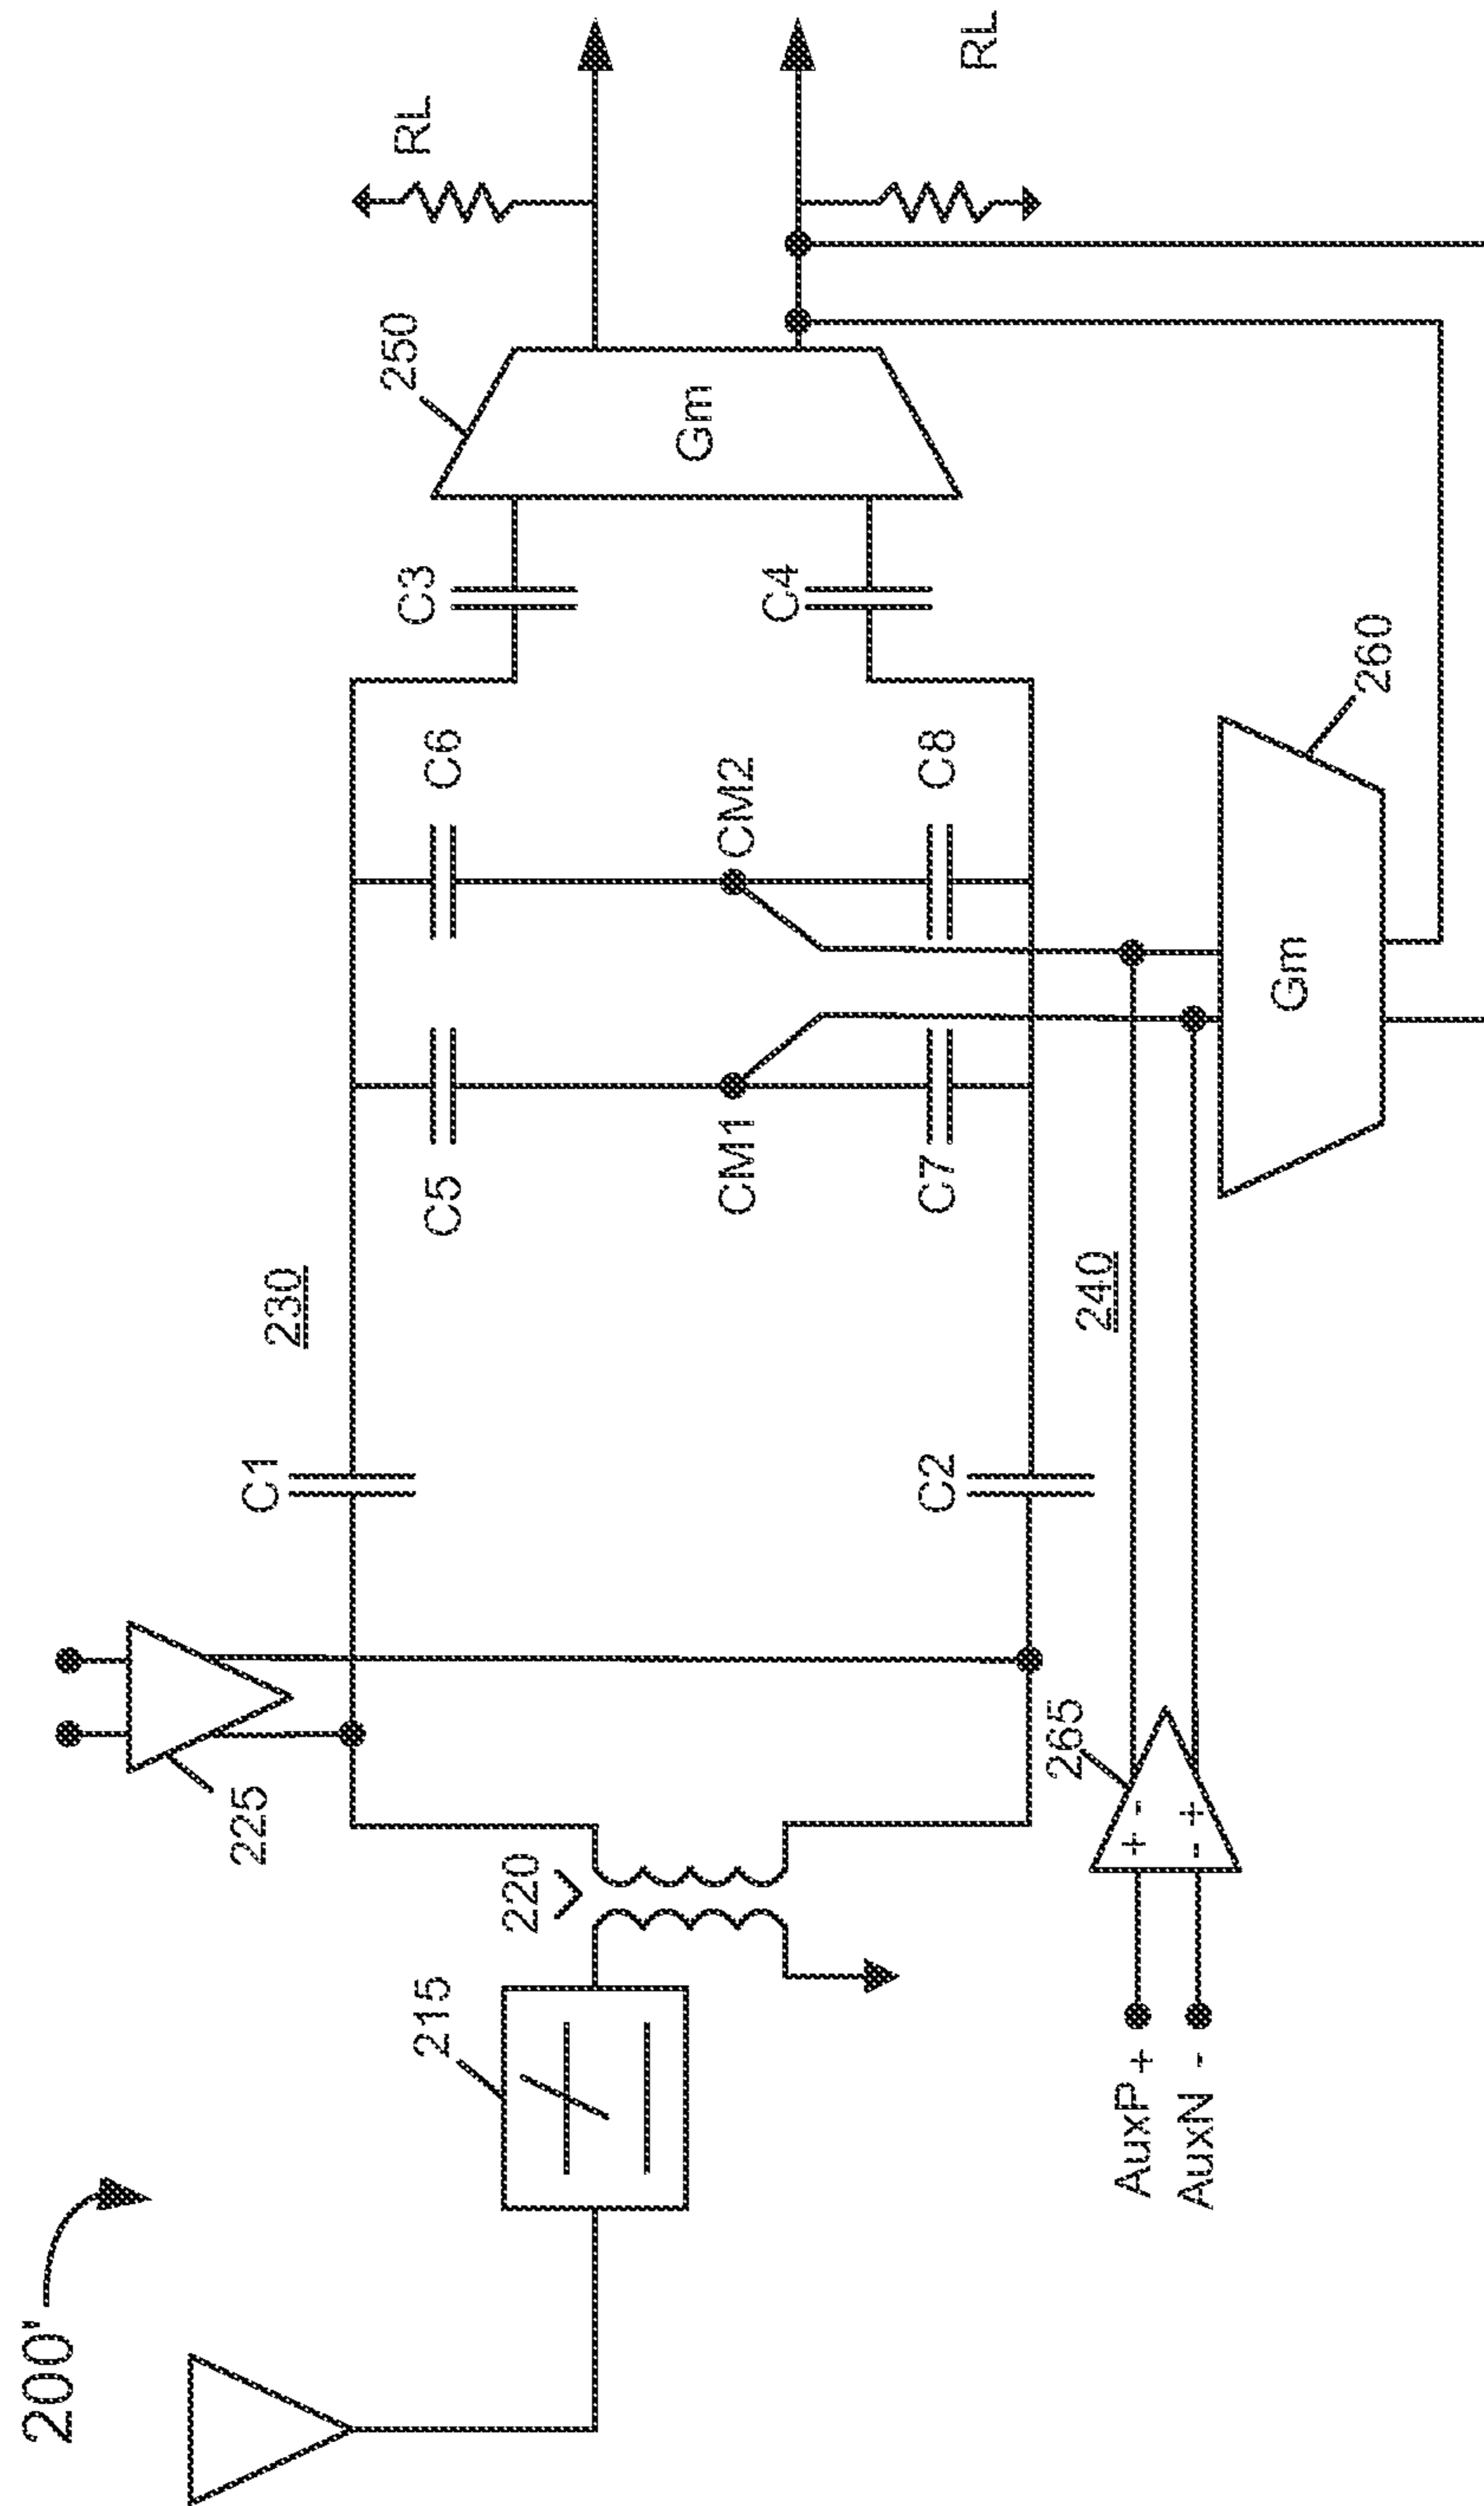 200'
215
220
225
C1
230
C2
C5
C6
CM1
CM2
C7
C8
C3
C4
250
Gm
RL
RL
AuxP +
AuxN -
265
+ -
- +
240
Gm
260